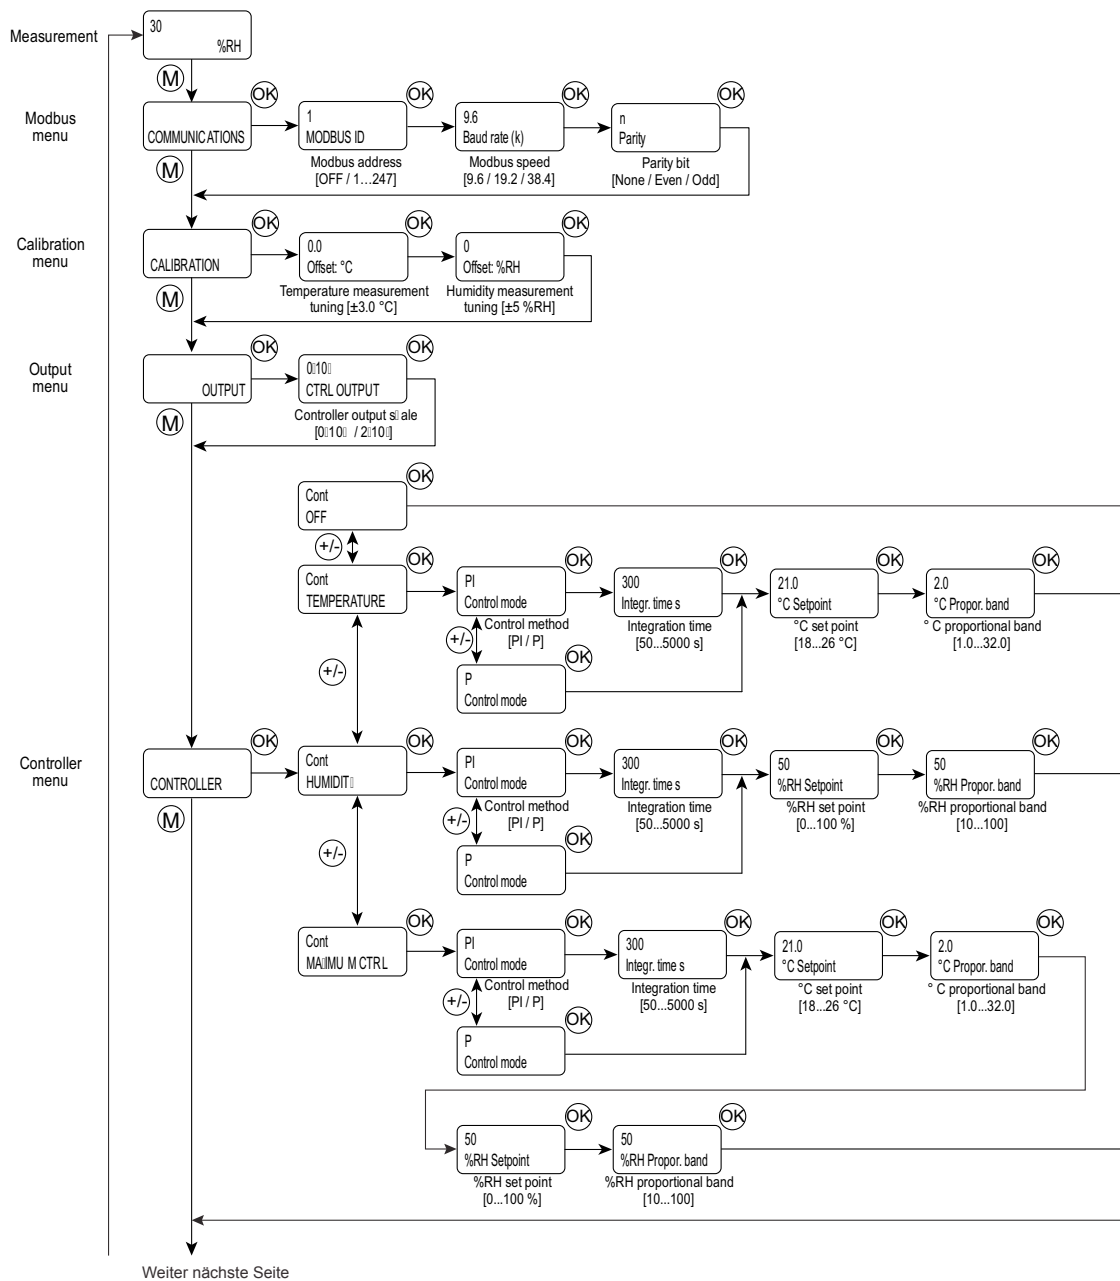 Measurement
30
%RH
M
OK
OK
OK
OK
Modbus
menu
COMMUNICATIONS
1
MODBUS ID
9.6
Baud rate (k)
n
Parity
M
Modbus address
[OFF / 1...247]
Modbus speed
[9.6 / 19.2 / 38.4]
Parity bit
[None / Even / Odd]
OK
OK
OK
Calibration
menu
CALIBRATION
0.0
Offset: °C
0
Offset: %RH
M
Temperature measurement
tuning [±3.0 °C]
Humidity measurement
tuning [±5 %RH]
OK
OK
Output
menu
OUTPUT
0▯10▯
CTRL OUTPUT
M
Controller output s▯ale
[0▯10▯ / 2▯10▯]
OK
Cont
OFF
+/-
OK
OK
OK
OK
OK
Cont
TEMPERATURE
PI
Control mode
300
Integr. time s
21.0
°C Setpoint
2.0
°C Propor. band
Control method
[PI / P]
Integration time
[50...5000 s]
°C set point
[18...26 °C]
° C proportional band
[1.0...32.0]
+/-
OK
+/-
P
Control mode
OK
OK
OK
OK
OK
OK
Controller
menu
CONTROLLER
Cont
HUMIDIT▯
PI
Control mode
300
Integr. time s
50
%RH Setpoint
50
%RH Propor. band
M
Control method
[PI / P]
Integration time
[50...5000 s]
%RH set point
[0...100 %]
%RH proportional band
[10...100]
+/-
OK
+/-
P
Control mode
OK
OK
OK
OK
OK
Cont
MA▯IMU M CTRL
PI
Control mode
300
Integr. time s
21.0
°C Setpoint
2.0
°C Propor. band
Control method
[PI / P]
Integration time
[50...5000 s]
°C set point
[18...26 °C]
° C proportional band
[1.0...32.0]
+/-
OK
P
Control mode
OK
OK
50
%RH Setpoint
50
%RH Propor. band
%RH set point
[0...100 %]
%RH proportional band
[10...100]
Weiter nächste Seite